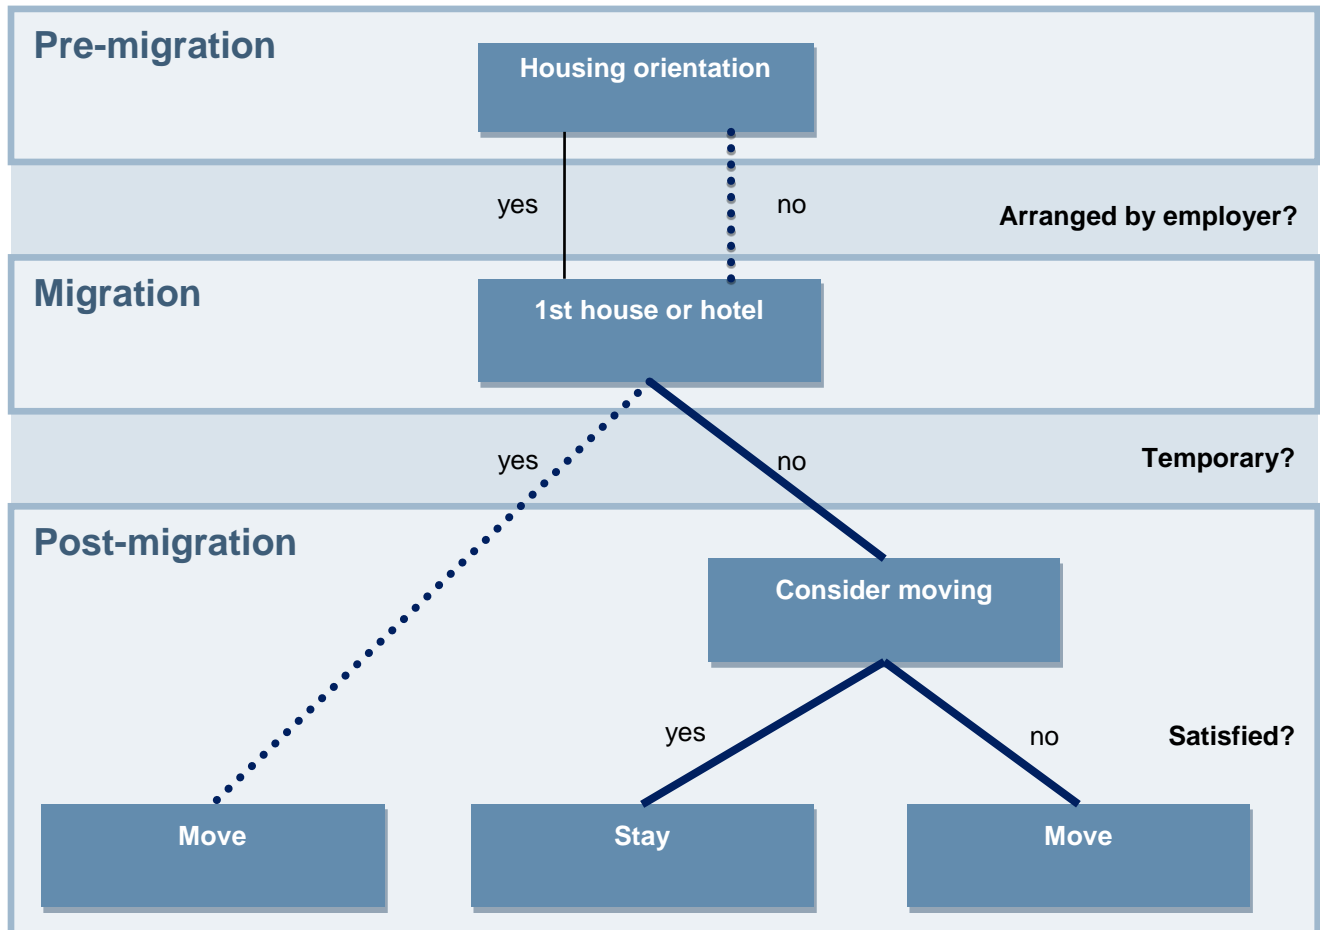 Pre-migration
Housing orientation
yes
no
Arranged by employer?
Migration
1st house or hotel
yes
no
Temporary?
Post-migration
Consider moving
yes
no
Satisfied?
Move
Stay
Move